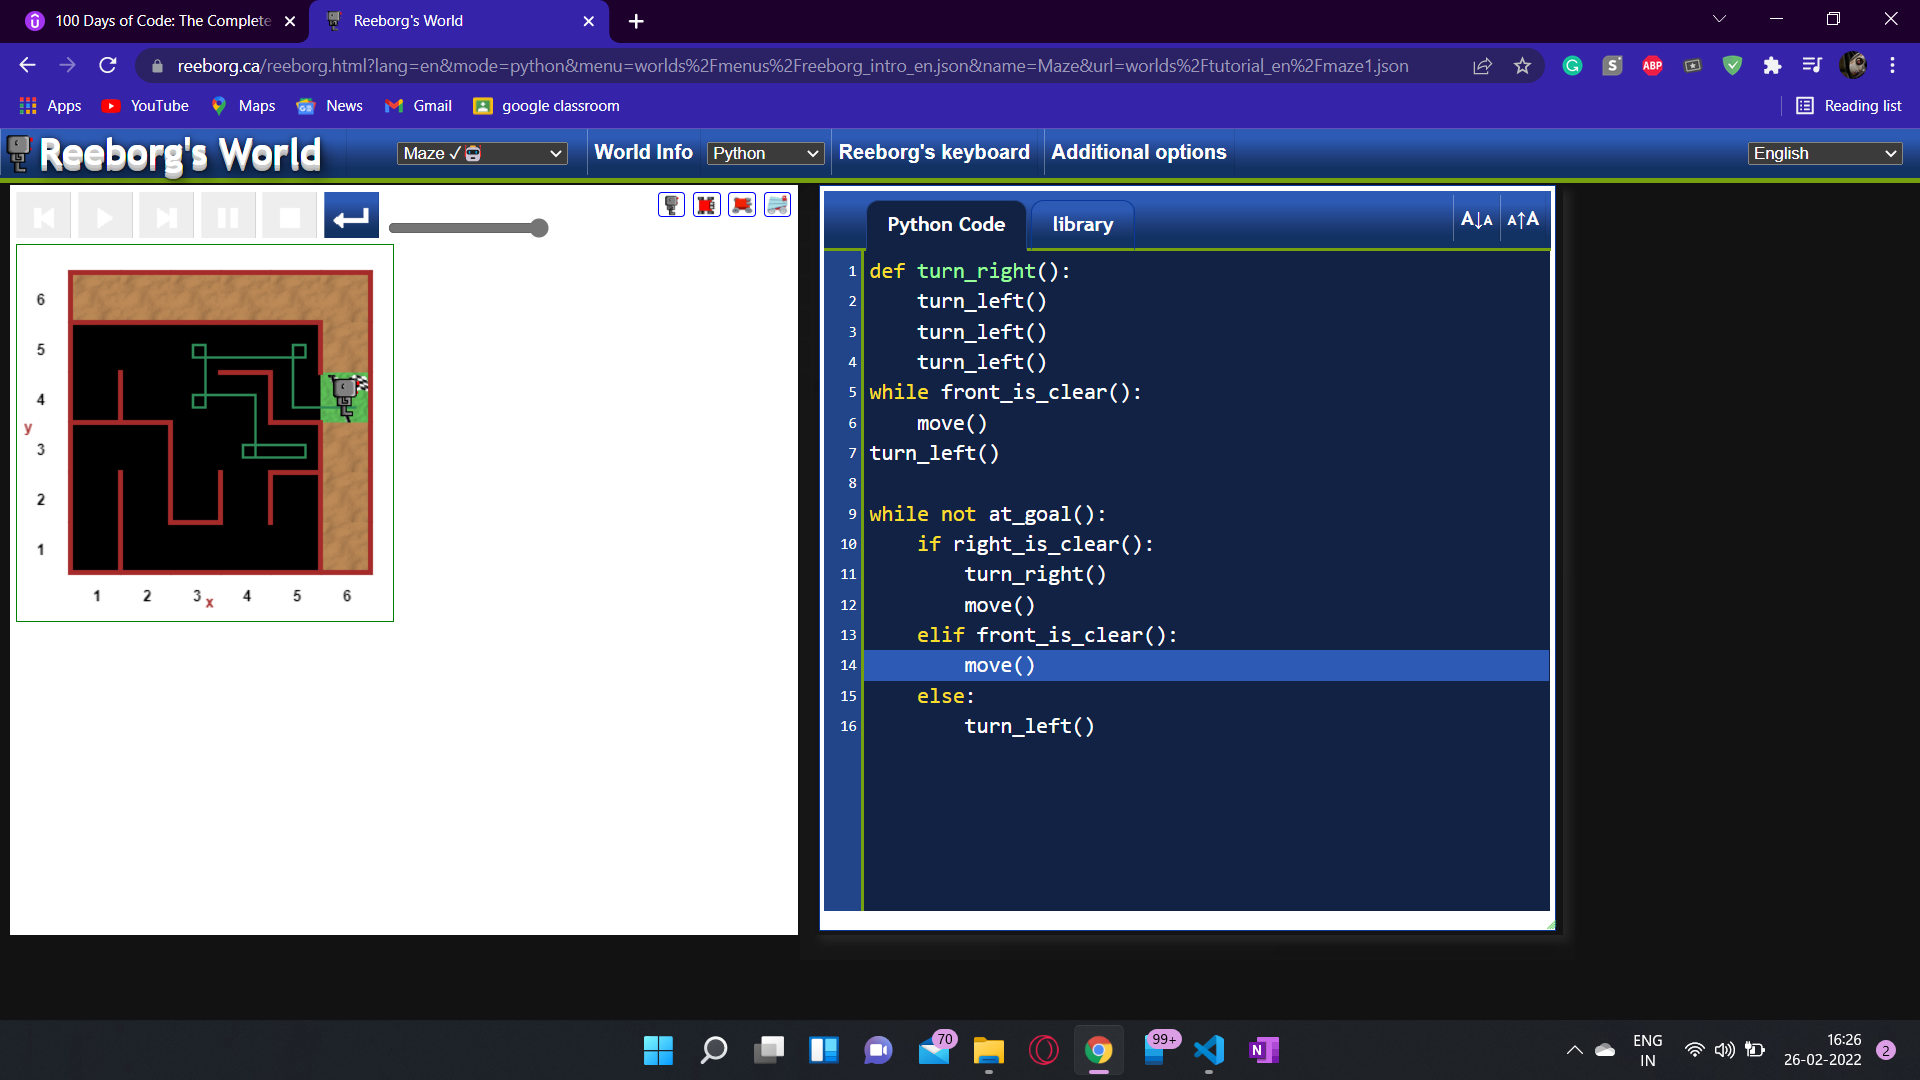 100 Days of Code: The Complete
Reeborg's World
reeborg.ca/reeborg.html?lang=en&mode=python&menu=worlds%2Fmenus%2Freeborg_intro_en.json&name=Maze&url=worlds%2Ftutorial_en%2Fmaze1.json
Apps YouTube Maps News Gmail google classroom Reading list
Reeborg's World Maze ✓ World Info Python Reeborg's keyboard Additional options English
Python Code library A↓A A↑A
6
5
4
y
3
2
1
1 2 3 x 4 5 6
1 def turn_right():
2     turn_left()
3     turn_left()
4     turn_left()
5 while front_is_clear():
6     move()
7 turn_left()
8
9 while not at_goal():
10     if right_is_clear():
11         turn_right()
12         move()
13     elif front_is_clear():
14         move()
15     else:
16         turn_left()
ABP
S
G
70
99+
N
ENG
IN
16:26
26-02-2022
2